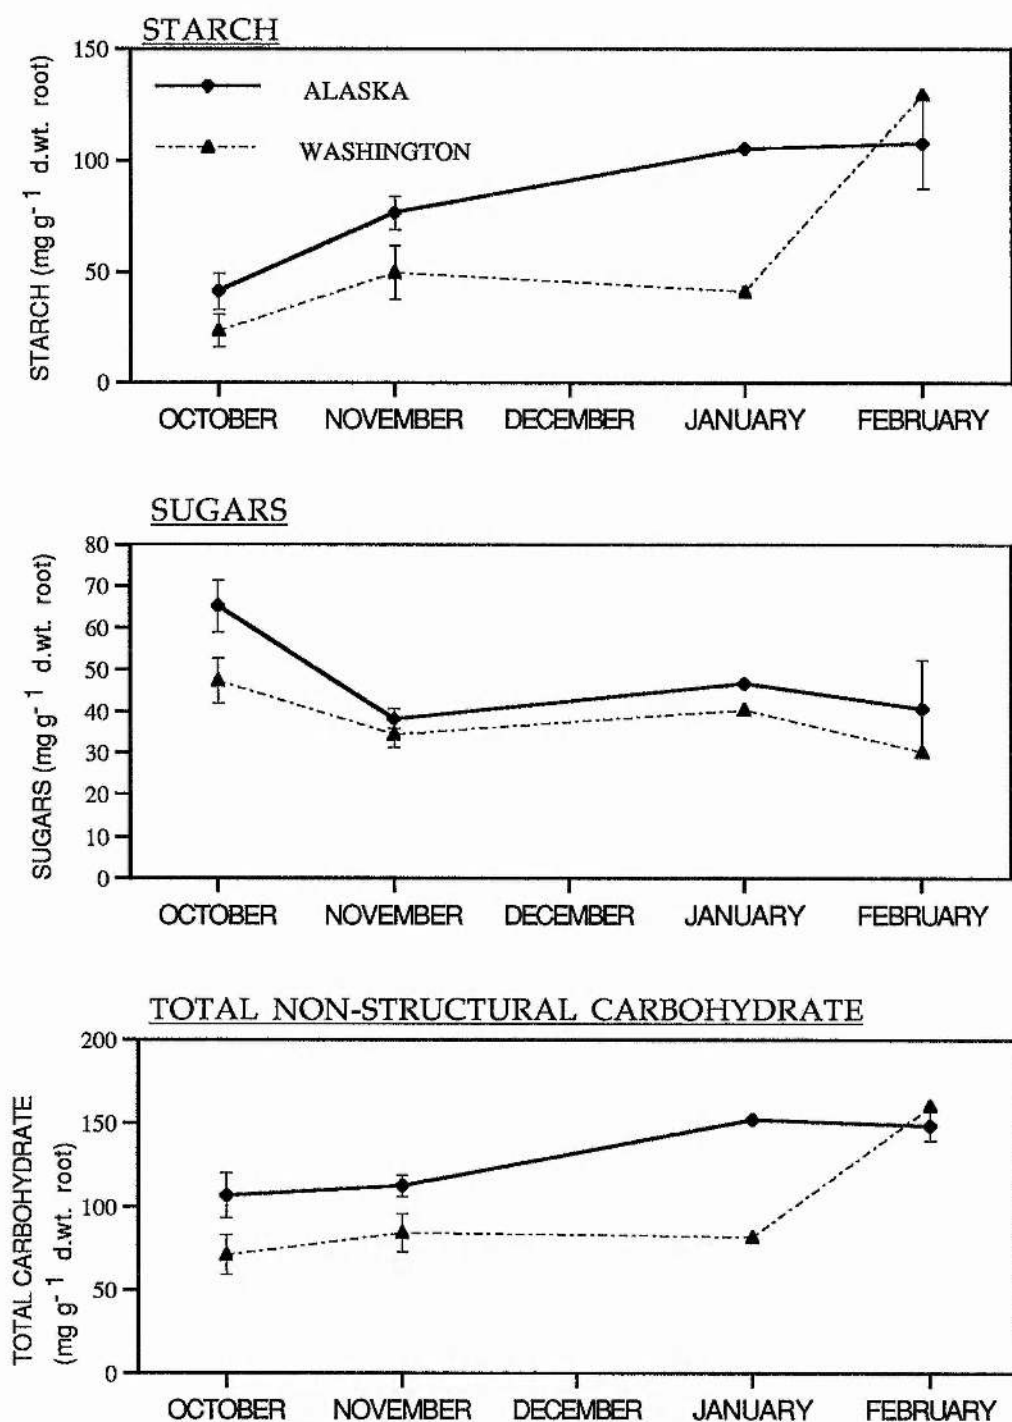 STARCH
STARCH (mg g⁻¹ d.wt. root)
150
100
50
0
ALASKA
WASHINGTON
OCTOBER NOVEMBER DECEMBER JANUARY FEBRUARY
SUGARS
SUGARS (mg g⁻¹ d.wt. root)
80
70
60
50
40
30
20
10
0
OCTOBER NOVEMBER DECEMBER JANUARY FEBRUARY
TOTAL NON-STRUCTURAL CARBOHYDRATE
TOTAL CARBOHYDRATE
(mg g⁻¹ d.wt. root)
200
150
100
50
0
OCTOBER NOVEMBER DECEMBER JANUARY FEBRUARY